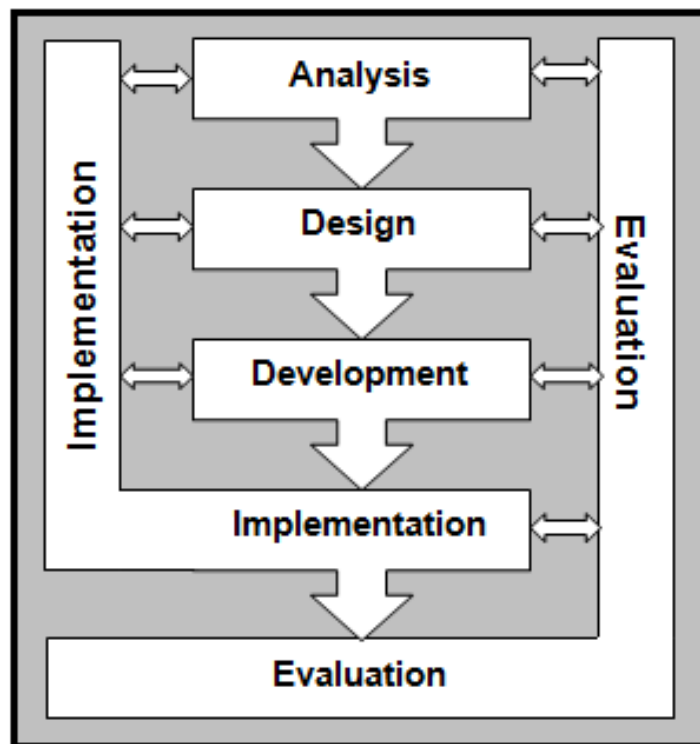 Analysis
Implementation
Design
Evaluation
Development
Implementation
Evaluation